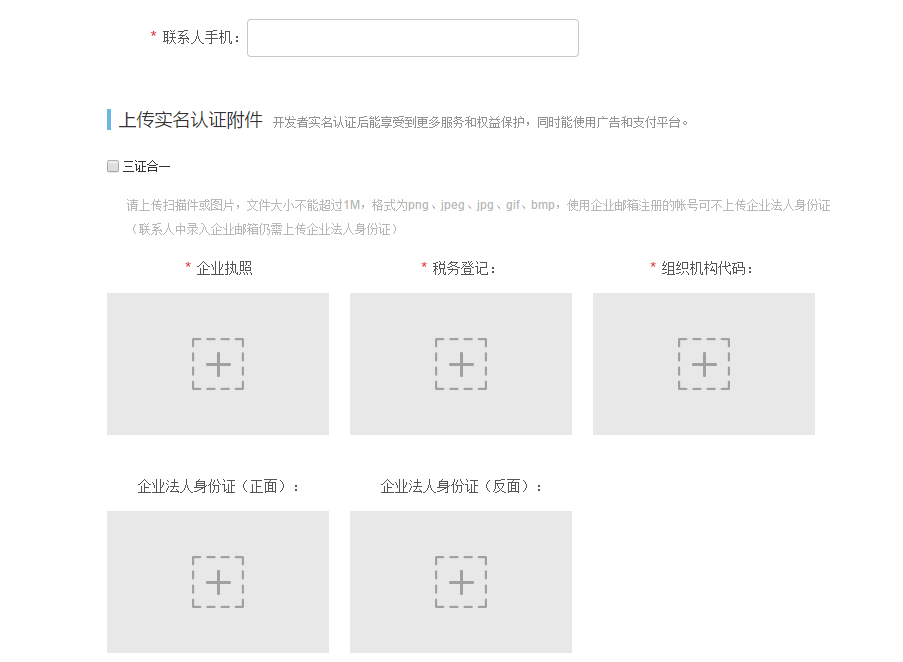 * 联系人手机：
上传实名认证附件 开发者实名认证后能享受到更多服务和权益保护，同时能使用广告和支付平台。
三证合一
请上传扫描件或图片，文件大小不能超过1M，格式为png、jpeg、jpg、gif、bmp，使用企业邮箱注册的帐号可不上传企业法人身份证
（联系人中录入企业邮箱仍需上传企业法人身份证）
* 企业执照 * 税务登记： * 组织机构代码：
企业法人身份证（正面）： 企业法人身份证（反面）：